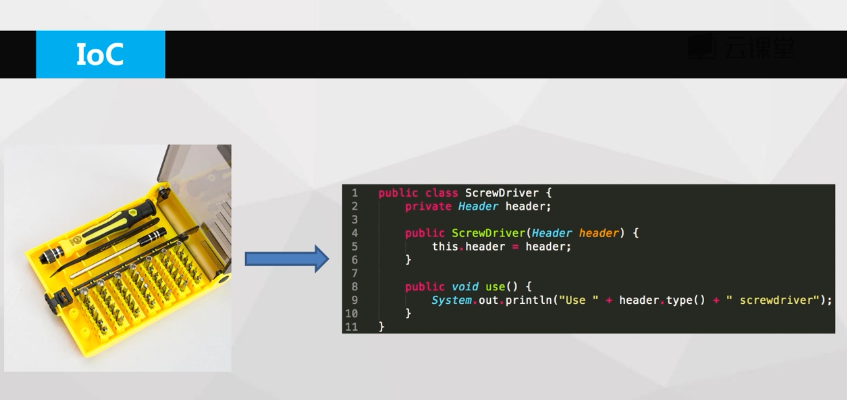 IoC
云课堂
1 public class ScrewDriver {
2     private Header header;
3
4     public ScrewDriver(Header header) {
5         this.header = header;
6     }
7
8     public void use() {
9         System.out.println("Use " + header.type() + " screwdriver");
10     }
11 }